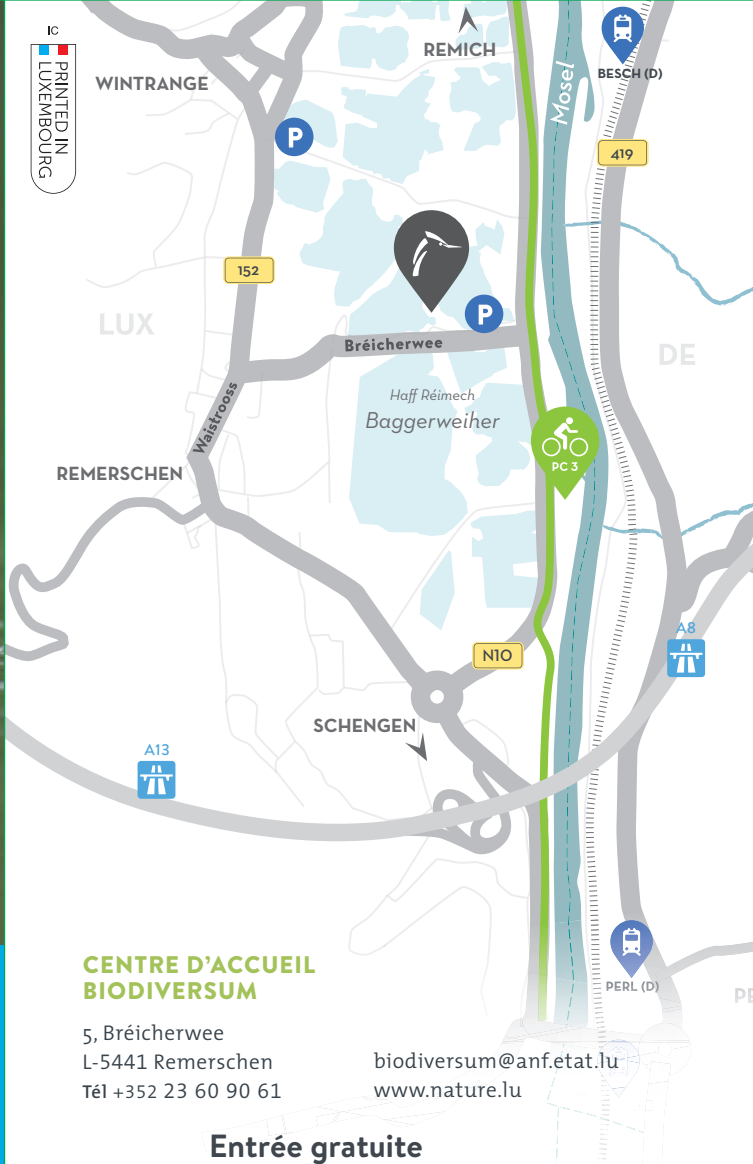 IC
PRINTED IN
LUXEMBOURG
REMICH
WINTRANGE
BESCH (D)
Mosel
419
P
152
LUX
P
Bréicherwee
DE
Haff Réimech
Baggerweiher
Waistrooss
PC 3
REMERSCHEN
A8
N10
SCHENGEN
A13
PERL (D)
PE
CENTRE D'ACCUEIL
BIODIVERSUM
5, Bréicherwee
L-5441 Remerschen
Tél +352 23 60 90 61
biodiversum@anf.etat.lu
www.nature.lu
Entrée gratuite